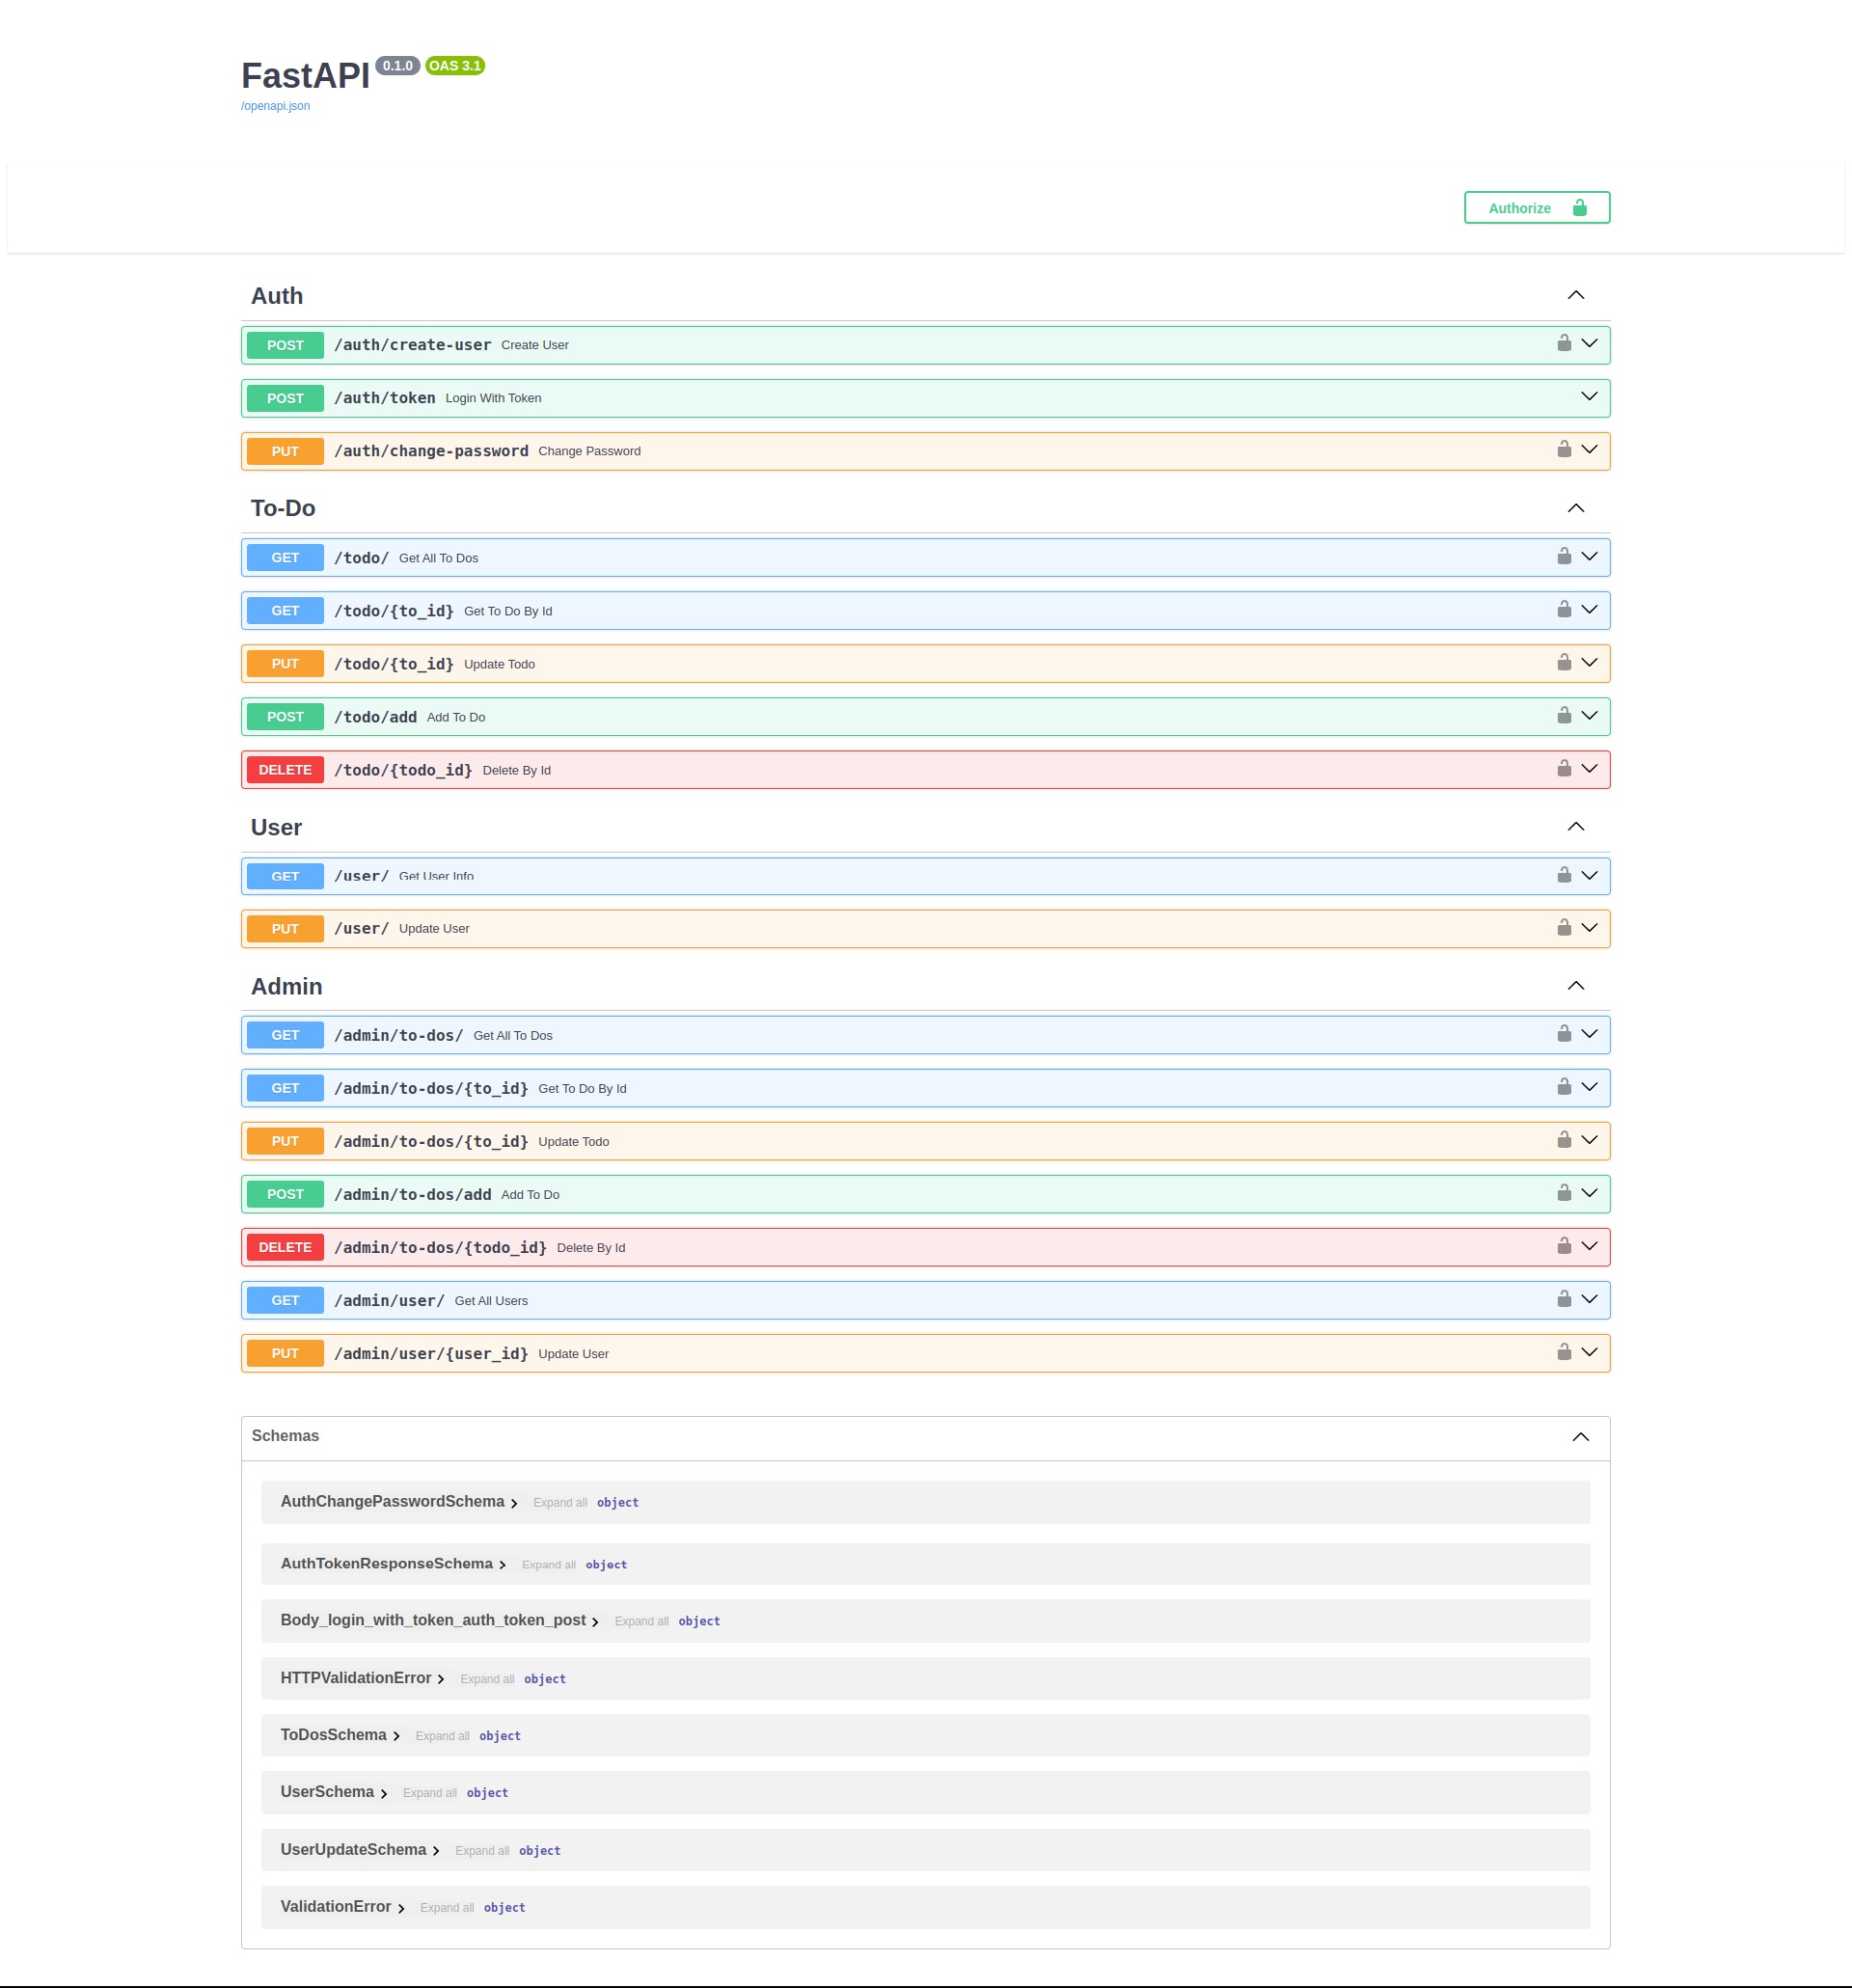 FastAPI 0.1.0 OAS 3.1
/openapi.json
Authorize
Auth
POST /auth/create-user Create User
POST /auth/token Login With Token
PUT /auth/change-password Change Password
To-Do
GET /todo/ Get All To Dos
GET /todo/{to_id} Get To Do By Id
PUT /todo/{to_id} Update Todo
POST /todo/add Add To Do
DELETE /todo/{todo_id} Delete By Id
User
GET /user/ Get User Info
PUT /user/ Update User
Admin
GET /admin/to-dos/ Get All To Dos
GET /admin/to-dos/{to_id} Get To Do By Id
PUT /admin/to-dos/{to_id} Update Todo
POST /admin/to-dos/add Add To Do
DELETE /admin/to-dos/{todo_id} Delete By Id
GET /admin/user/ Get All Users
PUT /admin/user/{user_id} Update User
Schemas
AuthChangePasswordSchema Expand all object
AuthTokenResponseSchema Expand all object
Body_login_with_token_auth_token_post Expand all object
HTTPValidationError Expand all object
ToDosSchema Expand all object
UserSchema Expand all object
UserUpdateSchema Expand all object
ValidationError Expand all object